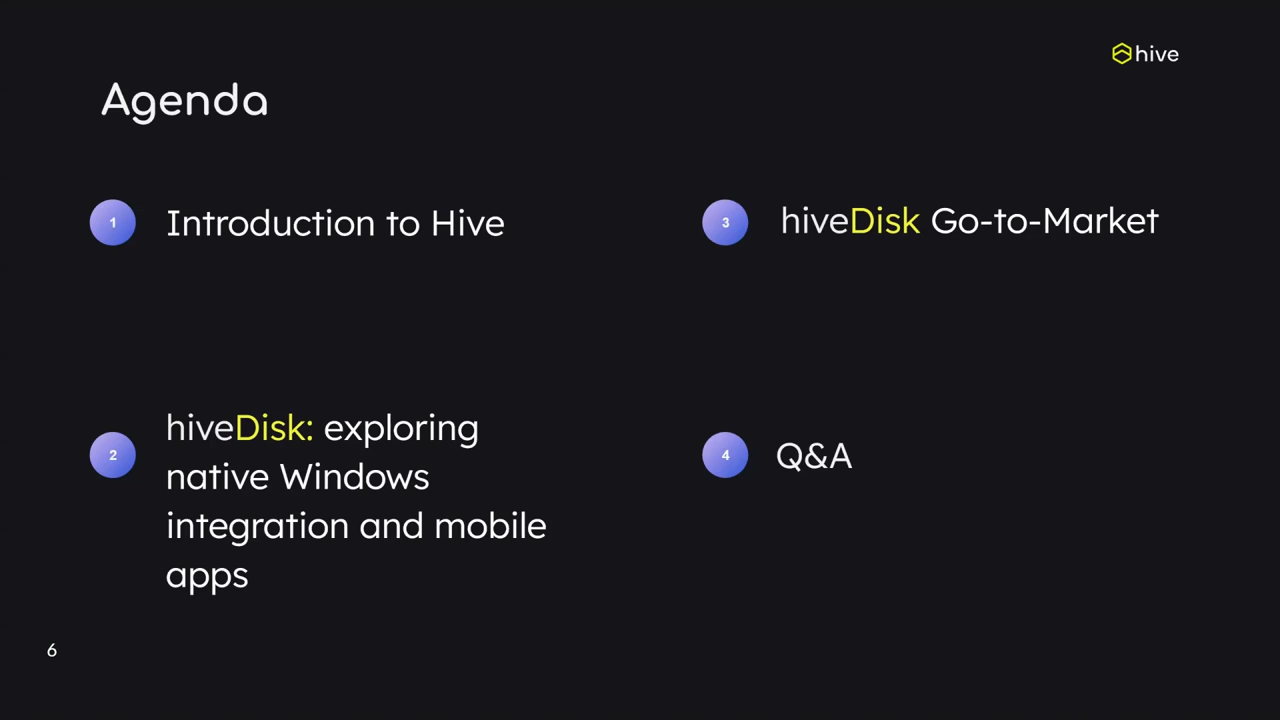 hive
Agenda
1 Introduction to Hive
2 hiveDisk: exploring
native Windows
integration and mobile
apps
3 hiveDisk Go-to-Market
4 Q&A
6